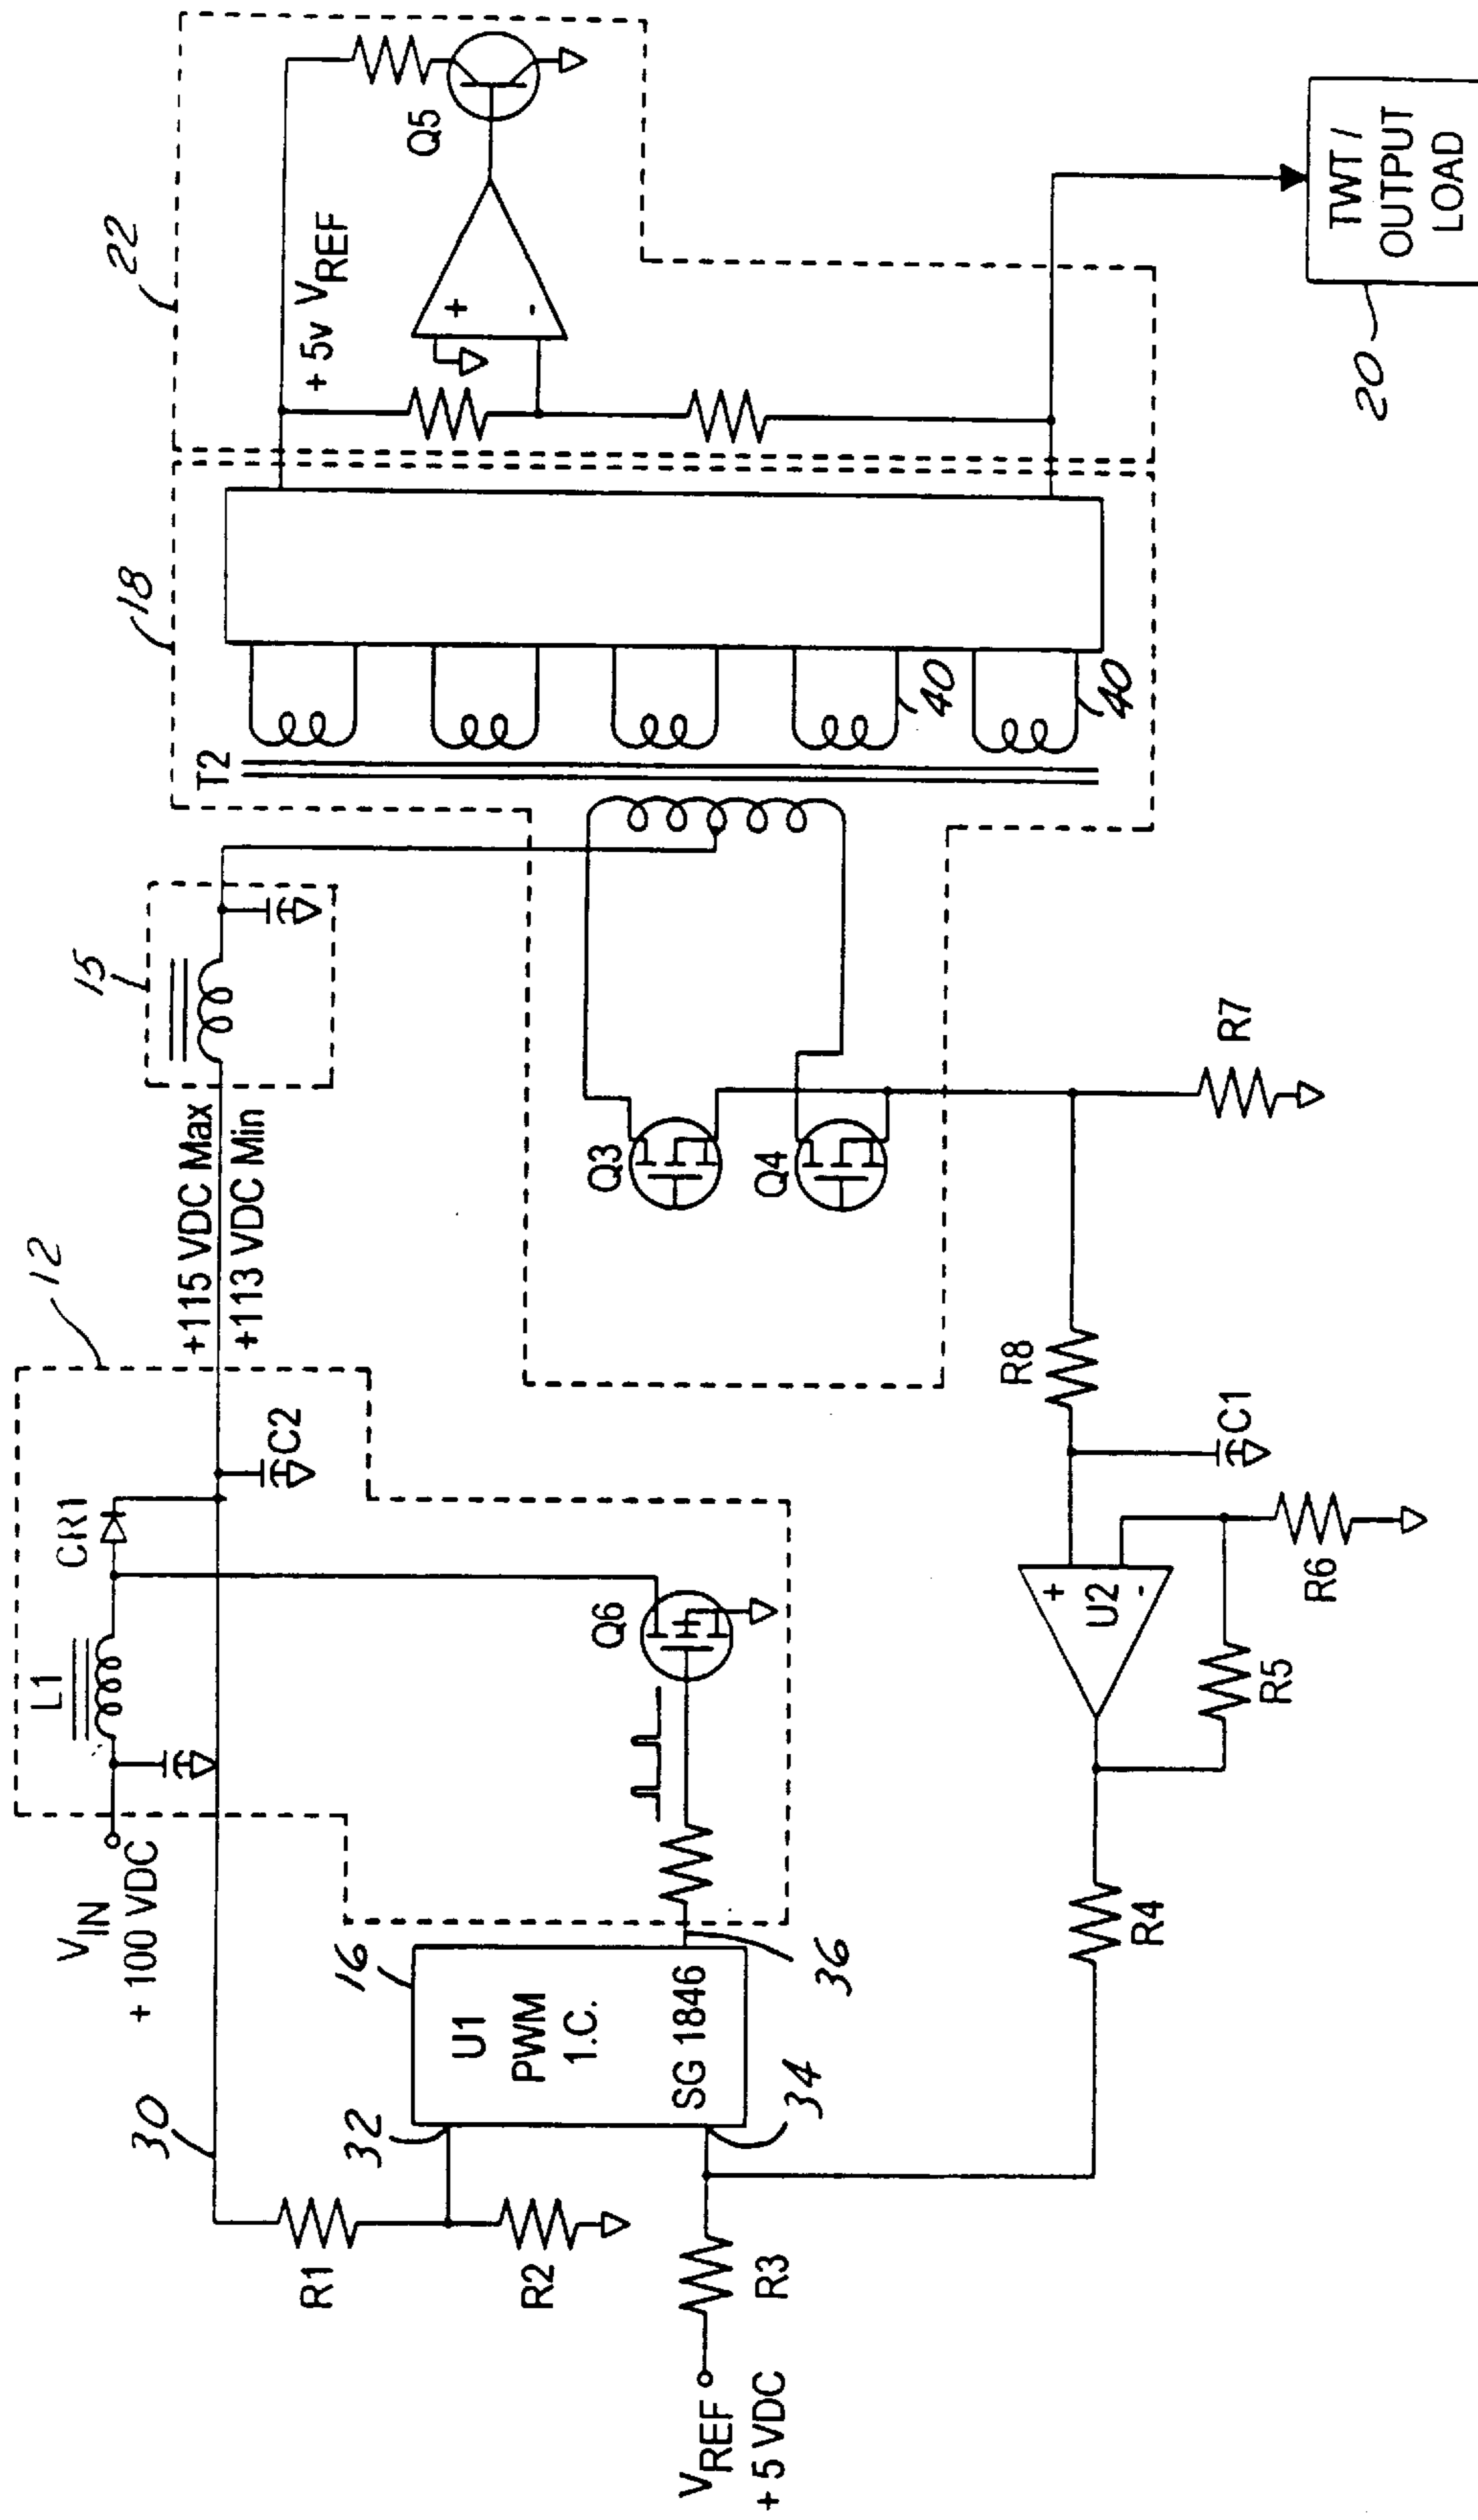 12
L1
CR1
VIN
+ 100 VDC
C2
+115 VDC Max
+113 VDC Min
15
18
22
T2
+ 5v VREF
Q5
+
-
40
40
30
R1
R2
32
16
U1
PWM
I.C.
SG 1846
34
36
Q6
Q3
Q4
VREF
+ 5 VDC
R3
R4
U2
+
-
R5
R6
C1
R8
R7
20
TWT /
OUTPUT
LOAD